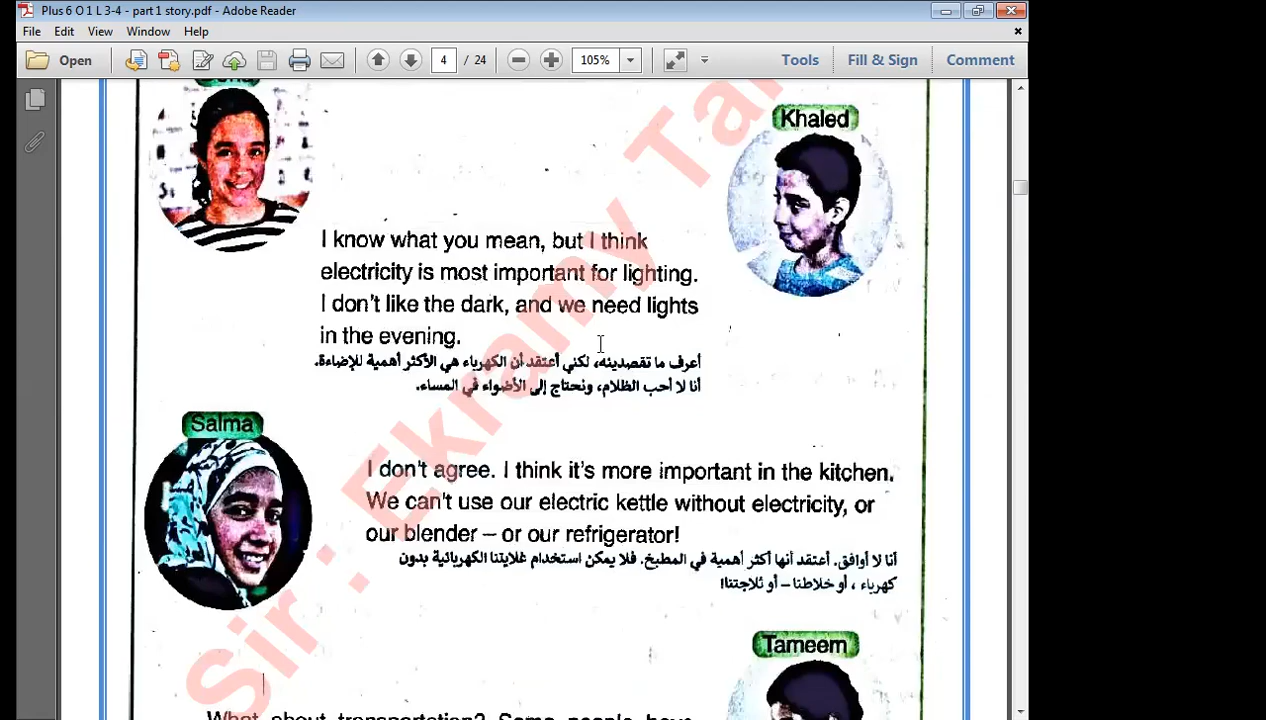 Plus 6 O 1 L 3-4 - part 1 story.pdf - Adobe Reader
File Edit View Window Help
Open 4 / 24 105% Tools Fill & Sign Comment
Khaled
I know what you mean, but I think
electricity is most important for lighting.
I don't like the dark, and we need lights
in the evening.
أعرف ما تقصدينه، لكني أعتقد أن الكهرباء هي الأكثر أهمية للإضاءة.
أنا لا أحب الظلام، ونحتاج إلى الأضواء في المساء.
Salma
I don't agree. I think it's more important in the kitchen.
We can't use our electric kettle without electricity, or
our blender – or our refrigerator!
أنا لا أوافق. أعتقد أنها أكثر أهمية في المطبخ. فلا يمكن استخدام غلايتنا الكهربائية بدون
كهرباء ، أو خلاطنا – أو ثلاجتنا!
Tameem
What about transportation? Some people have
Sir : Ekramy